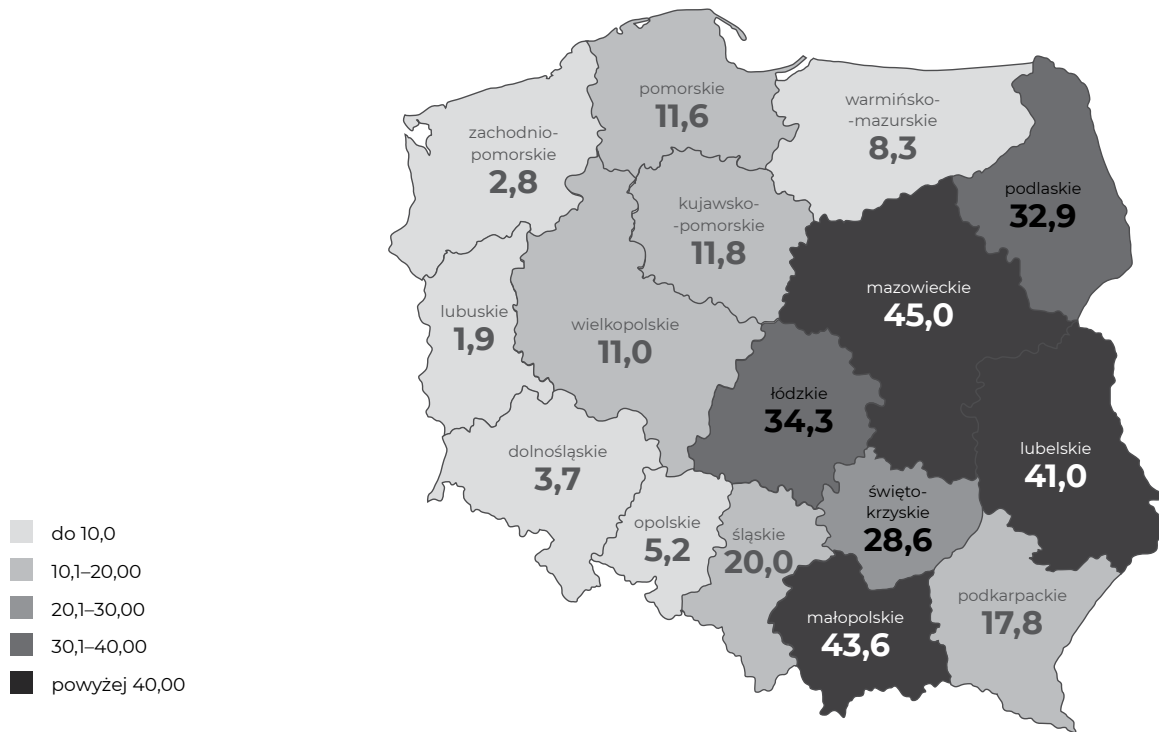 pomorskie
11,6
warmińsko-
-mazurskie
8,3
zachodnio-
pomorskie
2,8
podlaskie
32,9
kujawsko-
-pomorskie
11,8
mazowieckie
45,0
lubuskie
1,9
wielkopolskie
11,0
łódzkie
34,3
dolnośląskie
3,7
lubelskie
41,0
święto-
krzyskie
28,6
opolskie
5,2
śląskie
20,0
podkarpackie
17,8
małopolskie
43,6
do 10,0
10,1–20,00
20,1–30,00
30,1–40,00
powyżej 40,00